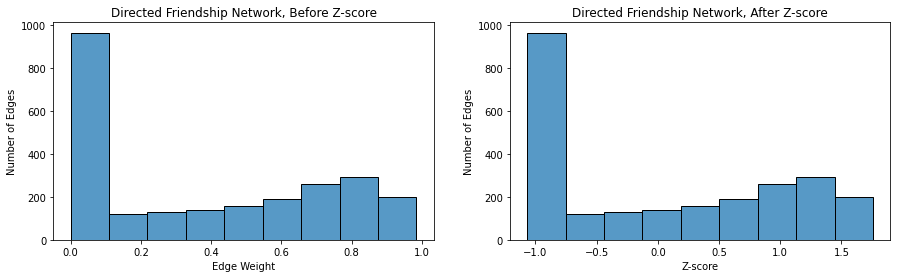 Directed Friendship Network, Before Z-score
1000
800
600
400
200
0
Number of Edges
0.0 0.2 0.4 0.6 0.8 1.0
Edge Weight
Directed Friendship Network, After Z-score
1000
800
600
400
200
0
Number of Edges
−1.0 −0.5 0.0 0.5 1.0 1.5
Z-score